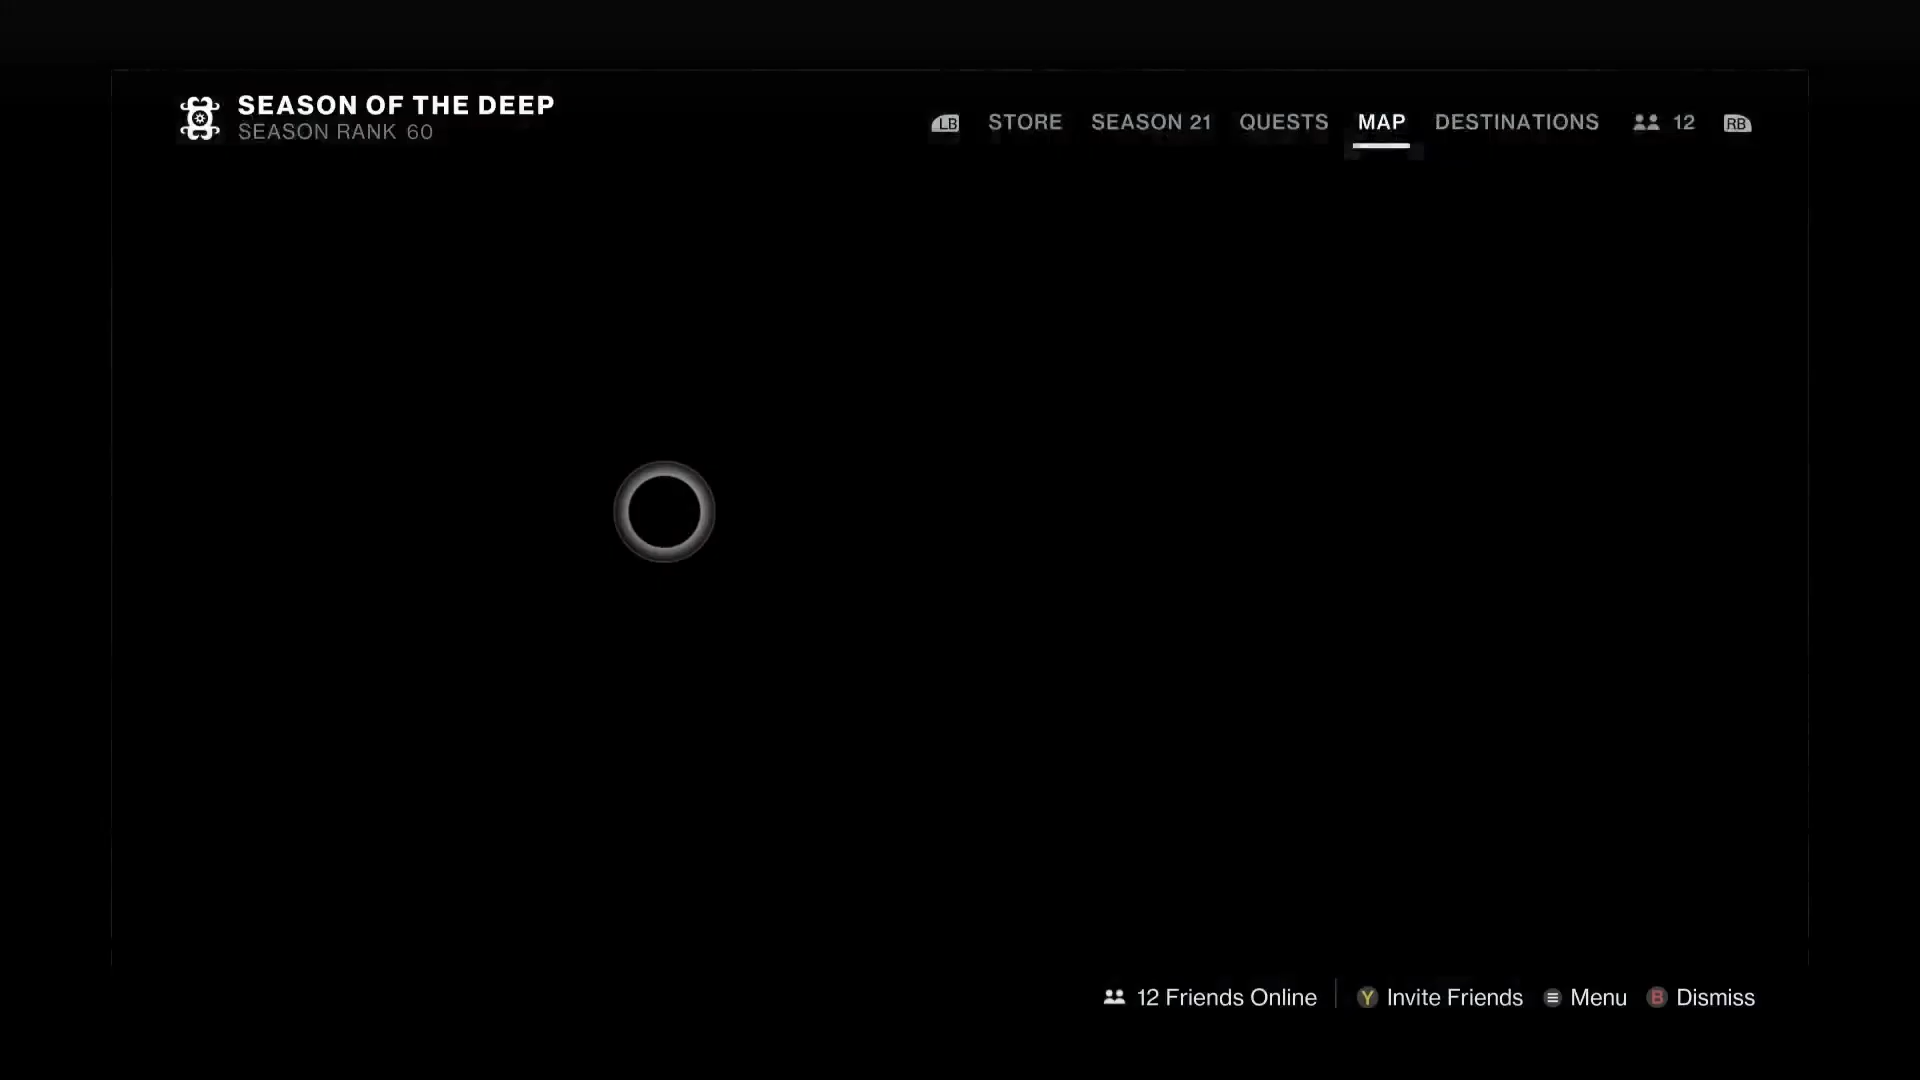 SEASON OF THE DEEP
SEASON RANK 60
LB STORE SEASON 21 QUESTS MAP DESTINATIONS 12 RB
12 Friends Online Y Invite Friends Menu B Dismiss